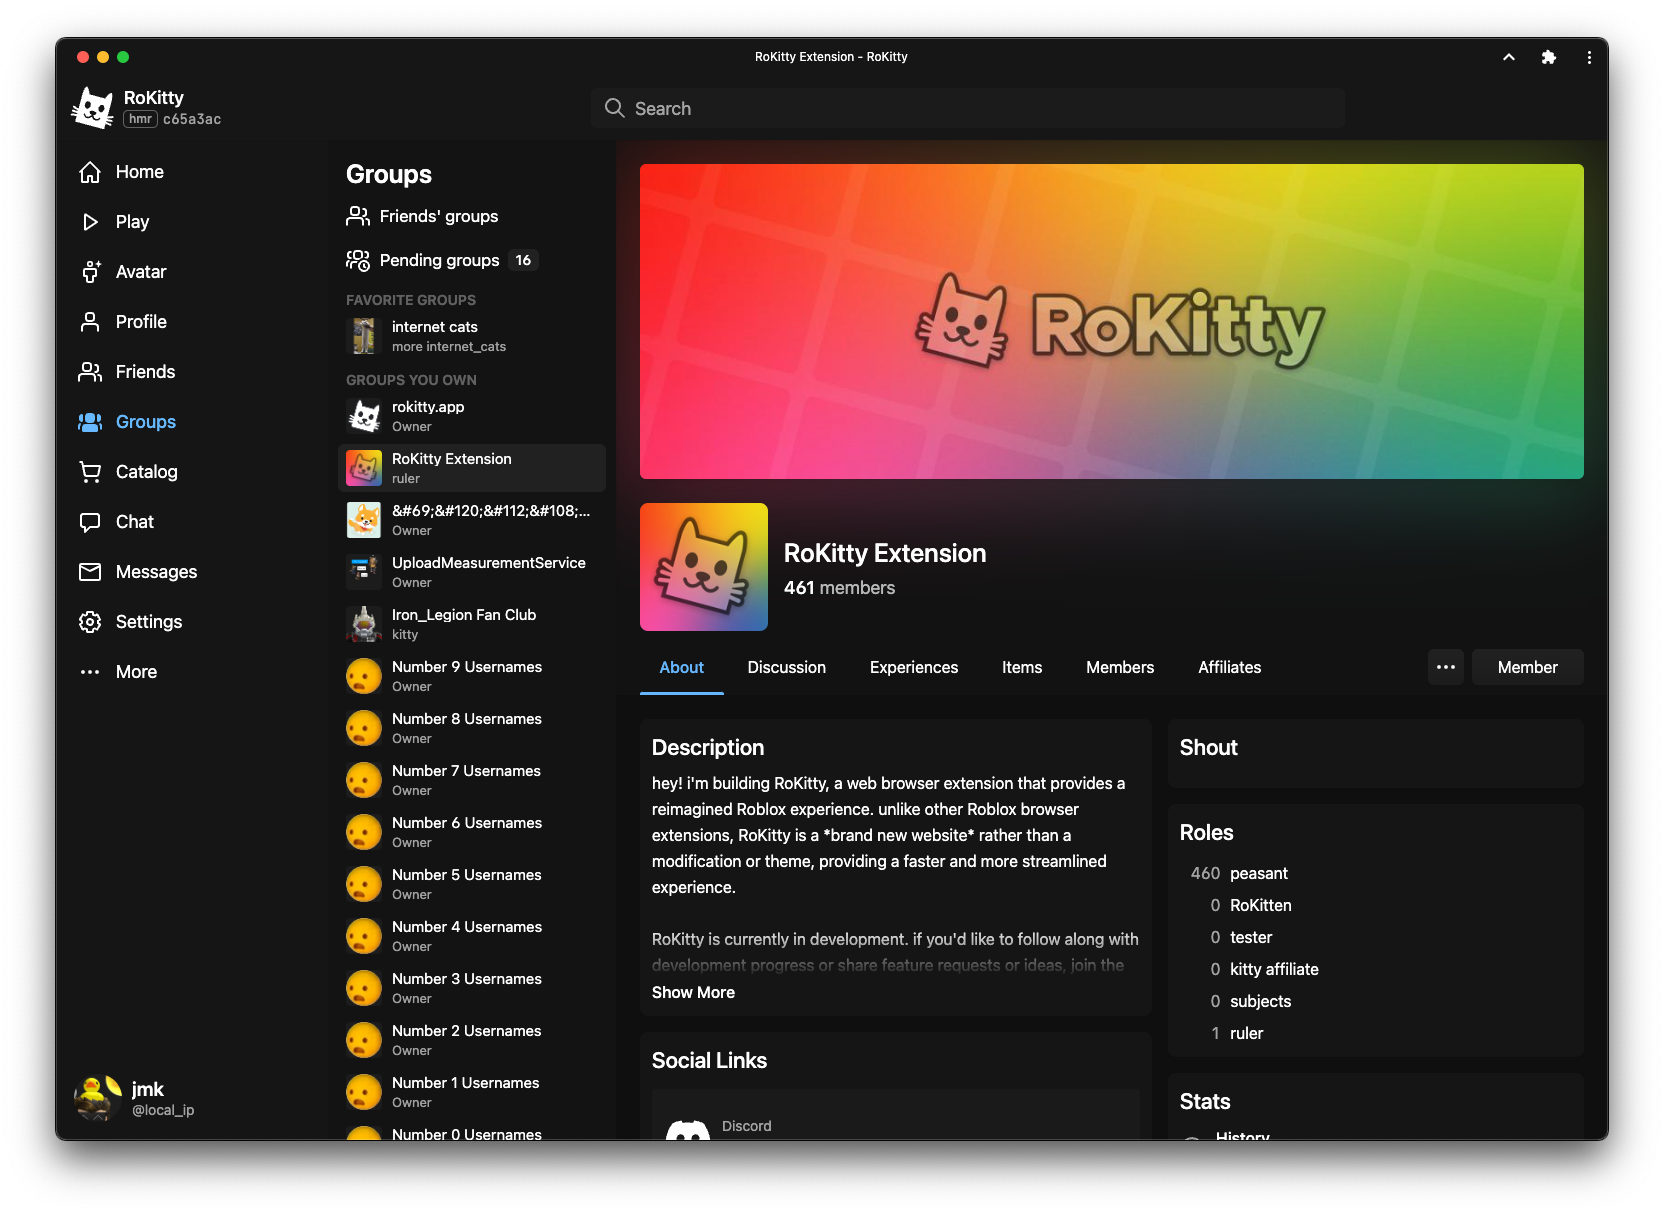 RoKitty Extension - RoKitty
RoKitty
hmr c65a3ac
Search
Home
Play
Avatar
Profile
Friends
Groups
Catalog
Chat
Messages
Settings
More
jmk
@local_ip
Groups
Friends' groups
Pending groups 16
FAVORITE GROUPS
internet cats
more internet_cats
GROUPS YOU OWN
rokitty.app
Owner
RoKitty Extension
ruler
&#69;&#120;&#112;&#108;...
Owner
UploadMeasurementService
Owner
Iron_Legion Fan Club
kitty
Number 9 Usernames
Owner
Number 8 Usernames
Owner
Number 7 Usernames
Owner
Number 6 Usernames
Owner
Number 5 Usernames
Owner
Number 4 Usernames
Owner
Number 3 Usernames
Owner
Number 2 Usernames
Owner
Number 1 Usernames
Owner
Number 0 Usernames
RoKitty
RoKitty Extension
461 members
About Discussion Experiences Items Members Affiliates
Member
Description
hey! i'm building RoKitty, a web browser extension that provides a
reimagined Roblox experience. unlike other Roblox browser
extensions, RoKitty is a *brand new website* rather than a
modification or theme, providing a faster and more streamlined
experience.
RoKitty is currently in development. if you'd like to follow along with
development progress or share feature requests or ideas, join the
Show More
Social Links
Discord
Shout
Roles
460 peasant
0 RoKitten
0 tester
0 kitty affiliate
0 subjects
1 ruler
Stats
History